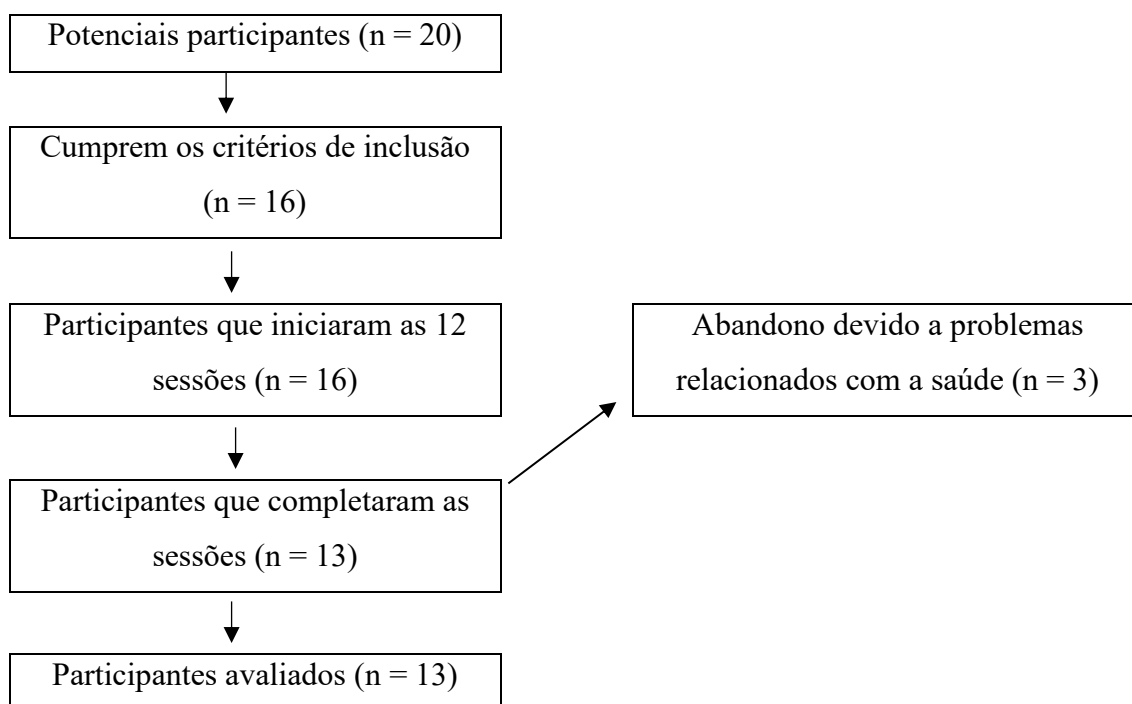 Potenciais participantes (n = 20)
Cumprem os critérios de inclusão
(n = 16)
Participantes que iniciaram as 12
sessões (n = 16)
Abandono devido a problemas
relacionados com a saúde (n = 3)
Participantes que completaram as
sessões (n = 13)
Participantes avaliados (n = 13)